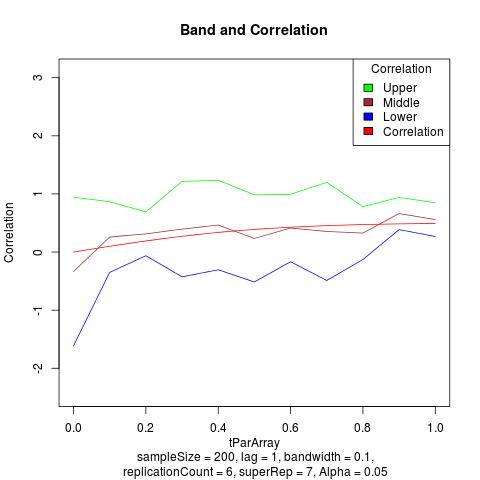 Band and Correlation
Correlation
Upper
Middle
Lower
Correlation
Correlation
3
2
1
0
-1
-2
0.0 0.2 0.4 0.6 0.8 1.0
tParArray
sampleSize = 200, lag = 1, bandwidth = 0.1,
replicationCount = 6, superRep = 7, Alpha = 0.05